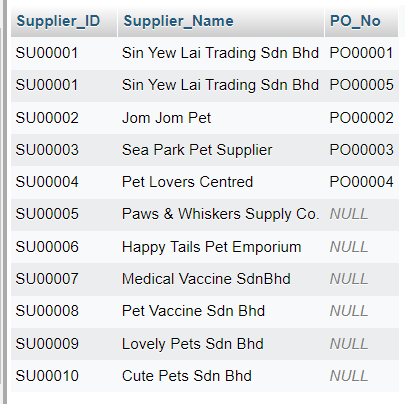 Supplier_ID Supplier_Name PO_No
SU00001 Sin Yew Lai Trading Sdn Bhd PO00001
SU00001 Sin Yew Lai Trading Sdn Bhd PO00005
SU00002 Jom Jom Pet PO00002
SU00003 Sea Park Pet Supplier PO00003
SU00004 Pet Lovers Centred PO00004
SU00005 Paws & Whiskers Supply Co. NULL
SU00006 Happy Tails Pet Emporium NULL
SU00007 Medical Vaccine SdnBhd NULL
SU00008 Pet Vaccine Sdn Bhd NULL
SU00009 Lovely Pets Sdn Bhd NULL
SU00010 Cute Pets Sdn Bhd NULL